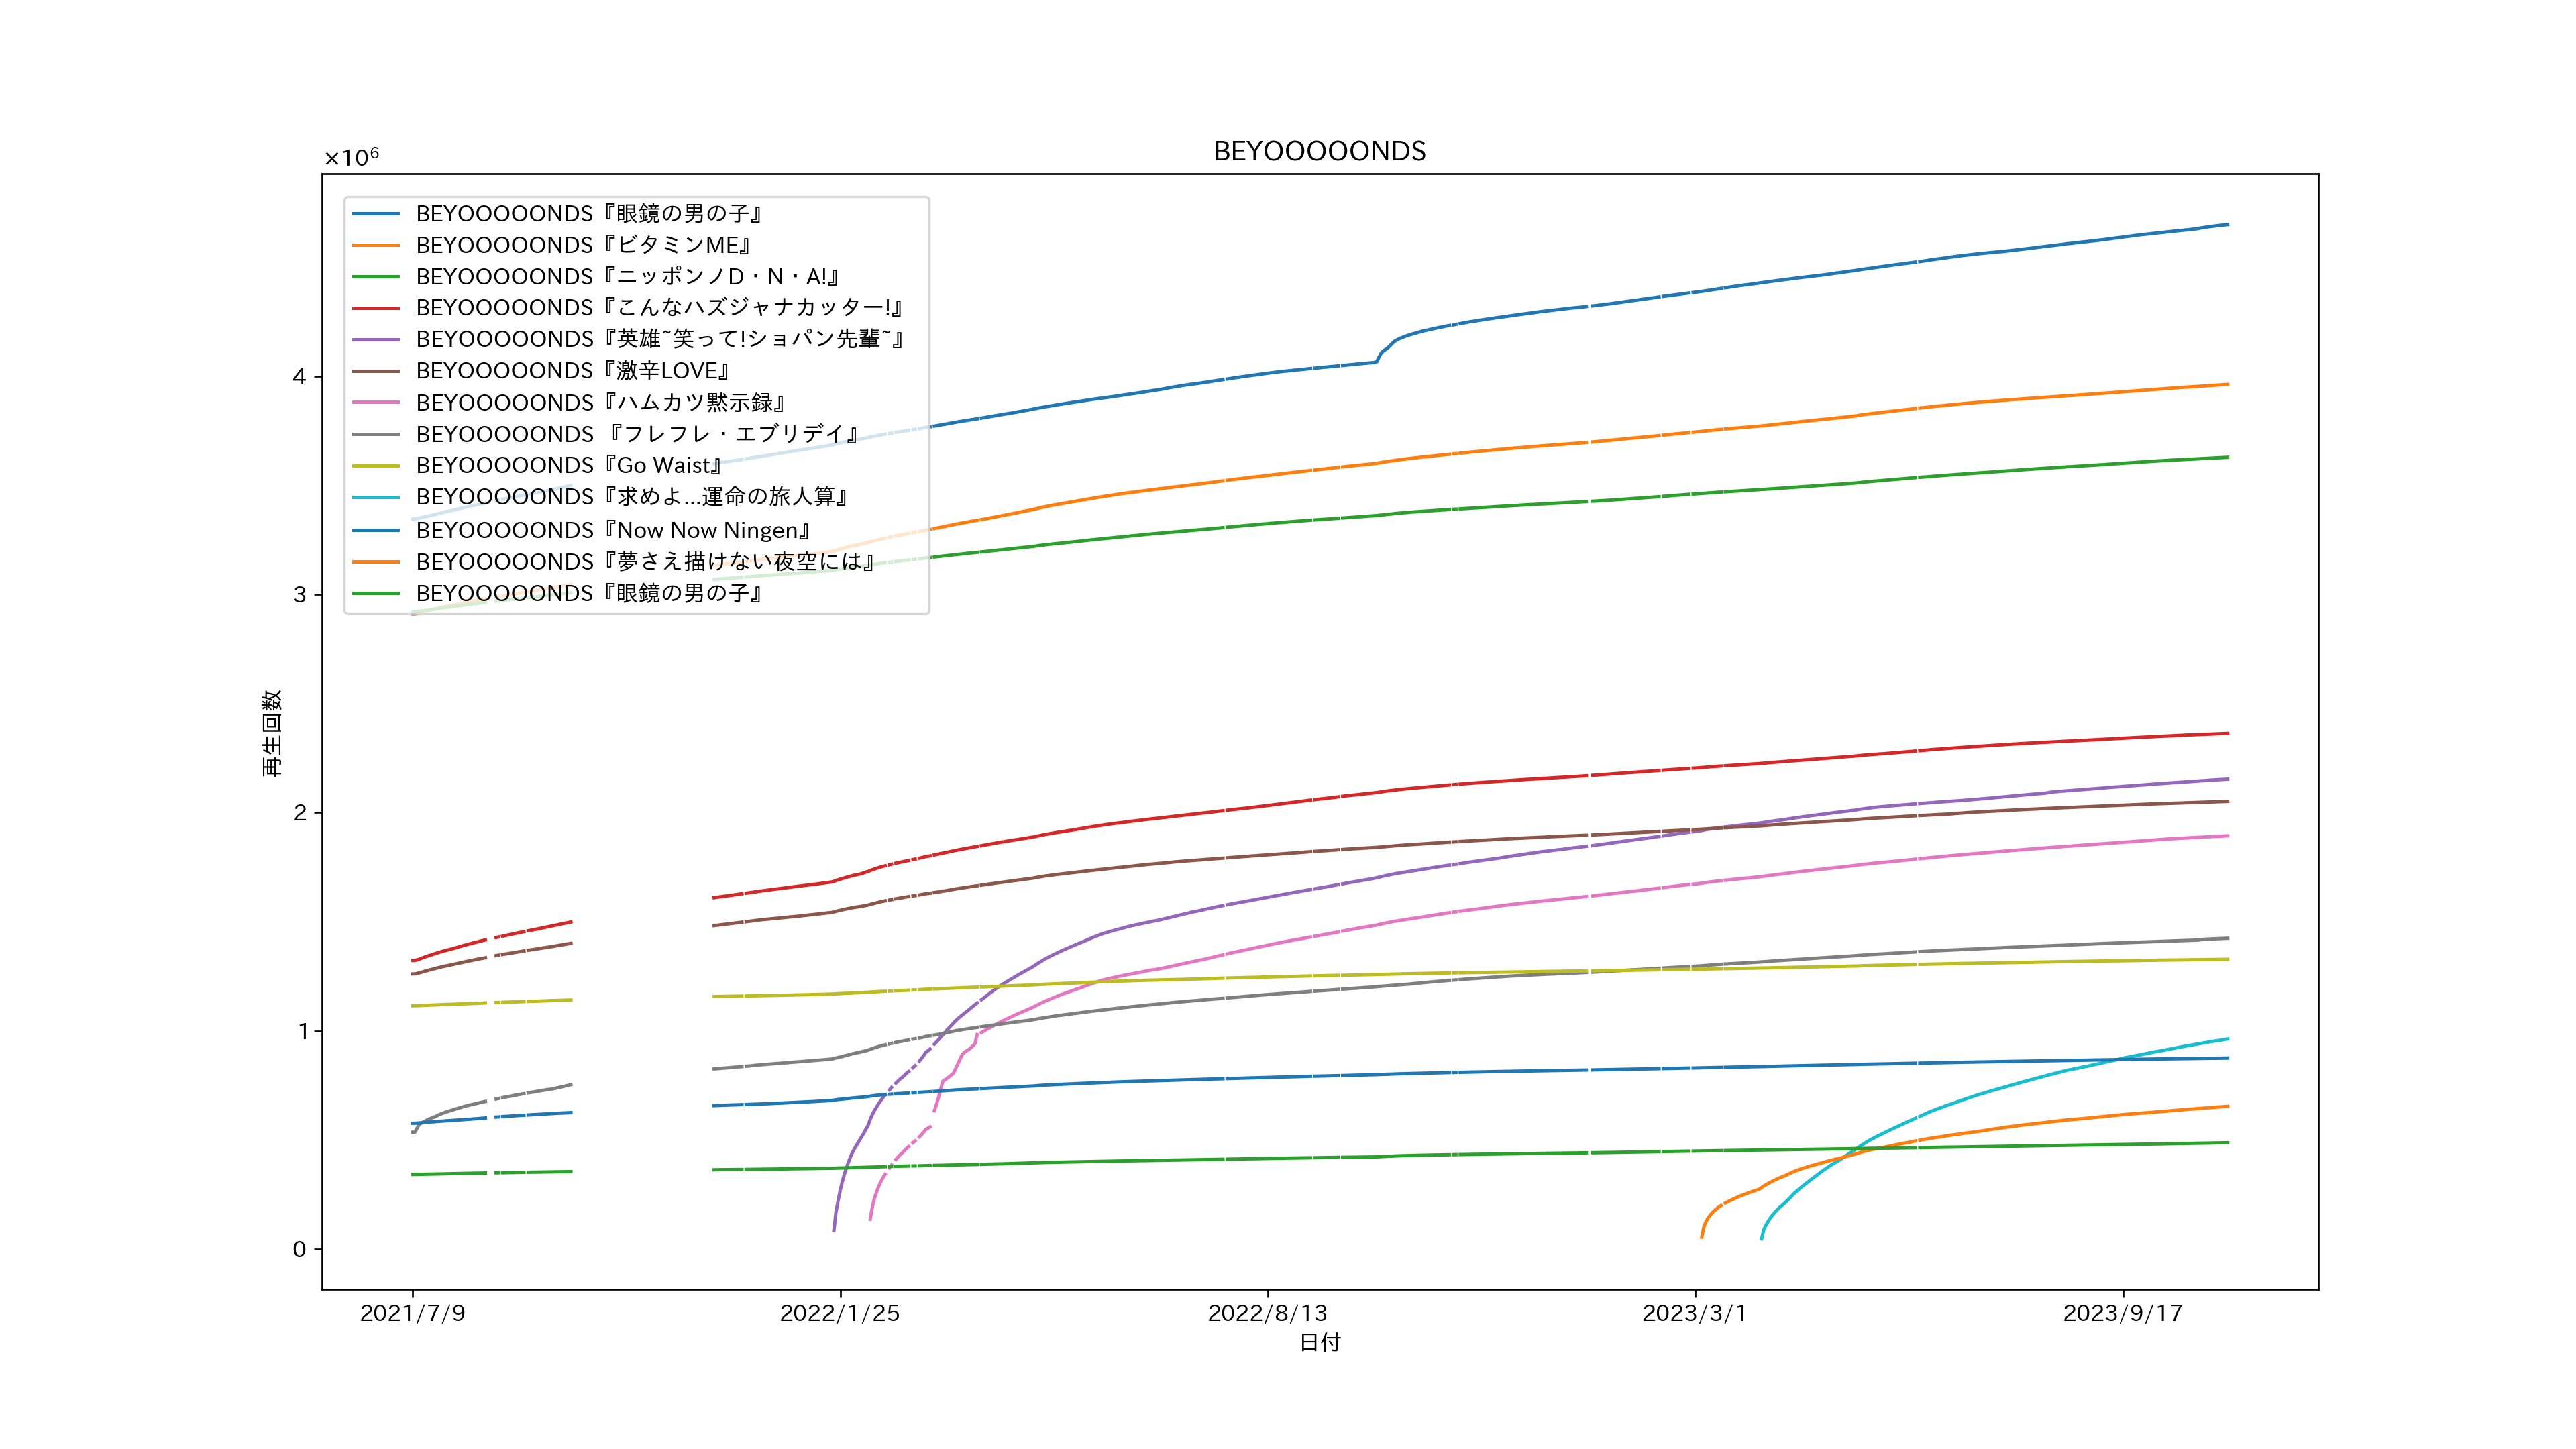 BEYOOOOONDS
×10⁶
BEYOOOOONDS『眼鏡の男の子』
BEYOOOOONDS『ビタミンME』
BEYOOOOONDS『ニッポンノD・N・A!』
BEYOOOOONDS『こんなハズジャナカッター!』
BEYOOOOONDS『英雄~笑って!ショパン先輩~』
BEYOOOOONDS『激辛LOVE』
BEYOOOOONDS『ハムカツ黙示録』
BEYOOOOONDS 『フレフレ・エブリデイ』
BEYOOOOONDS『Go Waist』
BEYOOOOONDS『求めよ...運命の旅人算』
BEYOOOOONDS『Now Now Ningen』
BEYOOOOONDS『夢さえ描けない夜空には』
BEYOOOOONDS『眼鏡の男の子』
4
3
2
1
0
再生回数
2021/7/9
2022/1/25
2022/8/13
2023/3/1
2023/9/17
日付